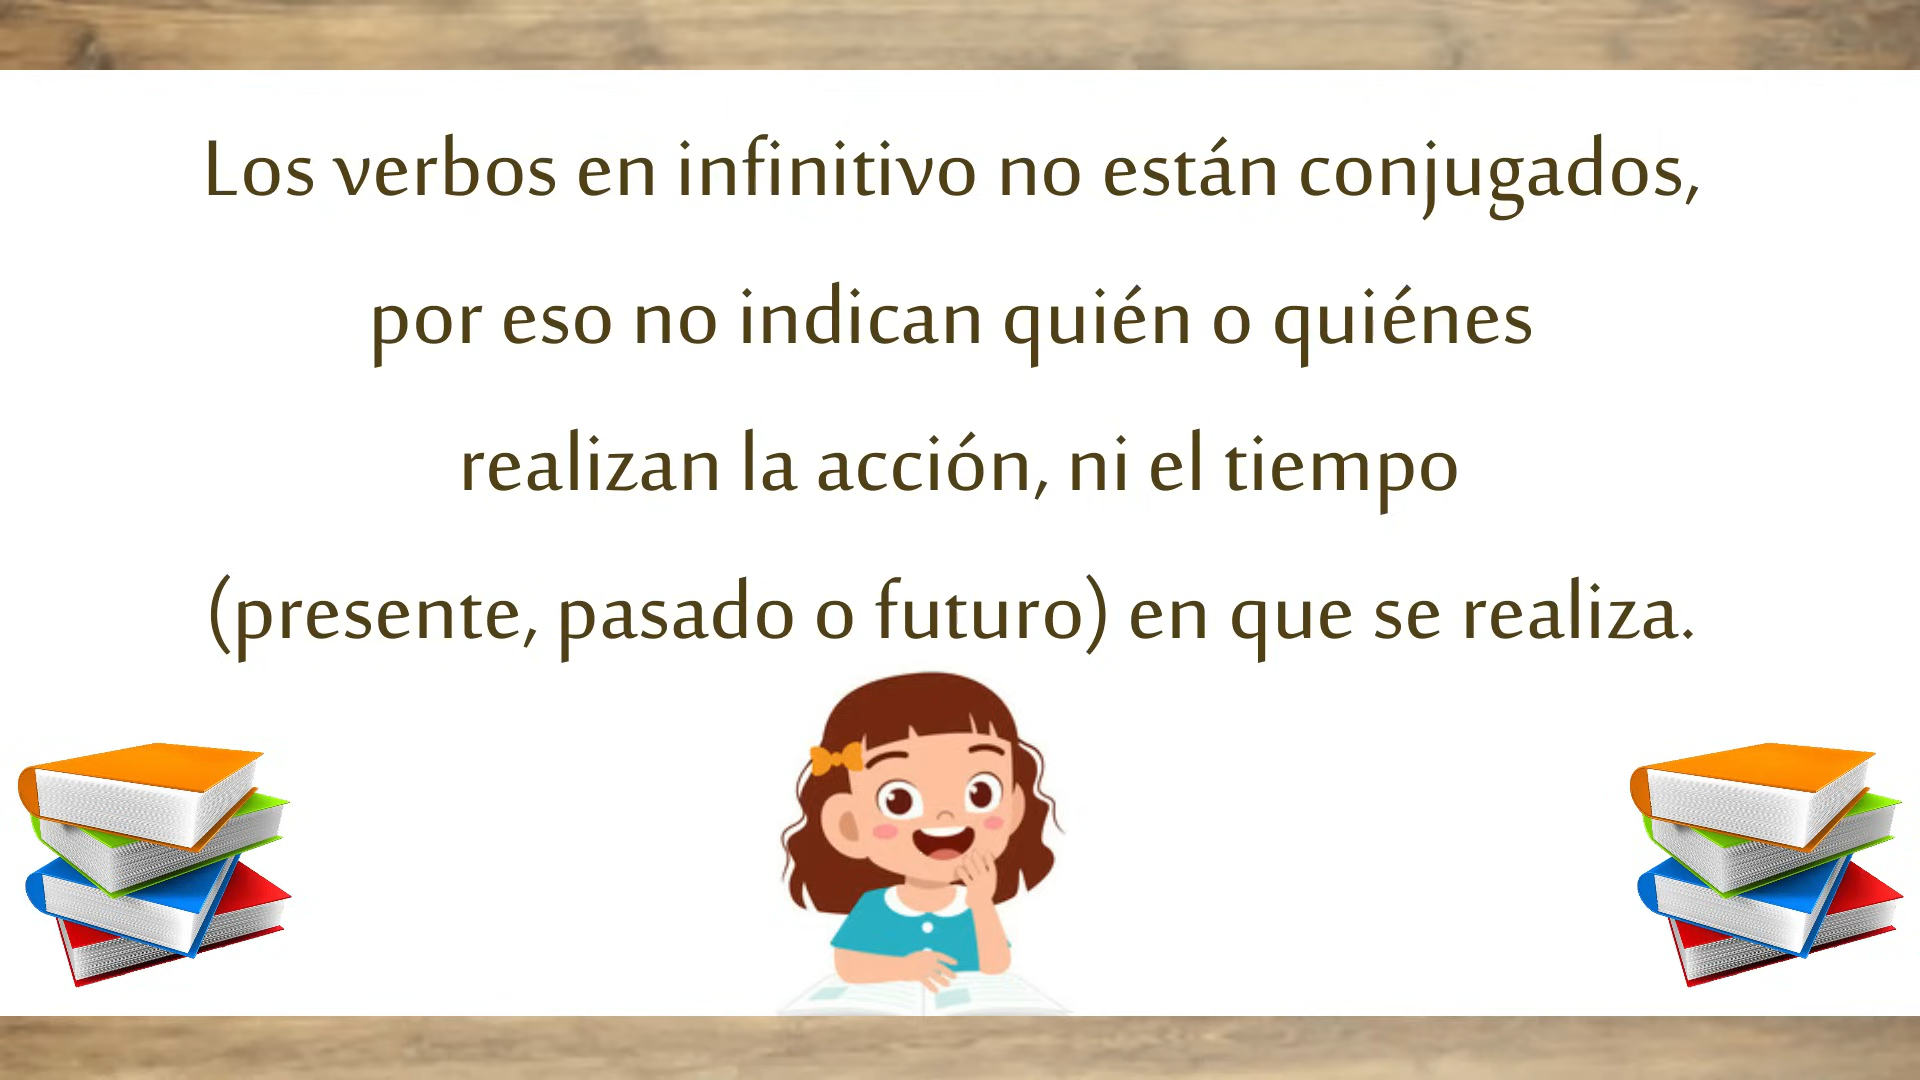 Los verbos en infinitivo no están conjugados,
por eso no indican quién o quiénes
realizan la acción, ni el tiempo
(presente, pasado o futuro) en que se realiza.